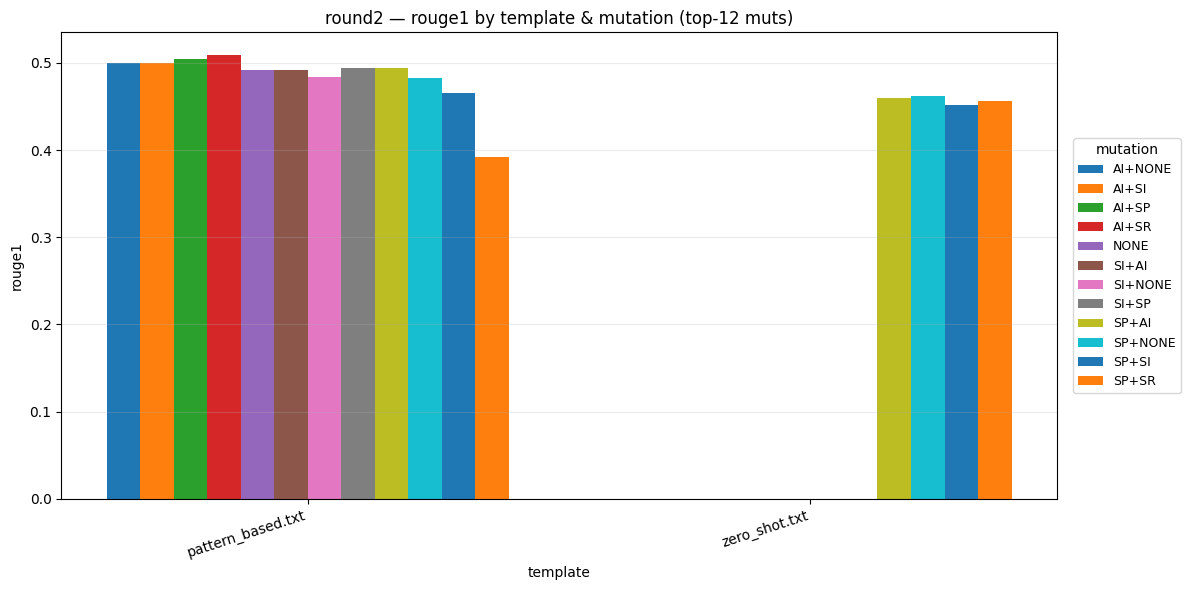 round2 — rouge1 by template & mutation (top-12 muts)
rouge1
0.5
0.4
0.3
0.2
0.1
0.0
pattern_based.txt
zero_shot.txt
template
mutation
AI+NONE
AI+SI
AI+SP
AI+SR
NONE
SI+AI
SI+NONE
SI+SP
SP+AI
SP+NONE
SP+SI
SP+SR